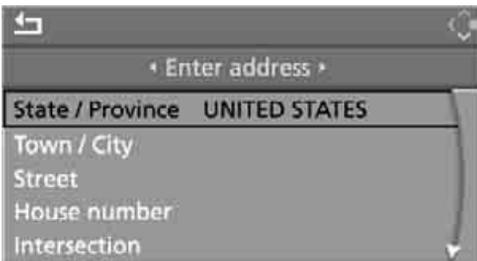 Enter address
State / Province UNITED STATES
Town / City
Street
House number
Intersection